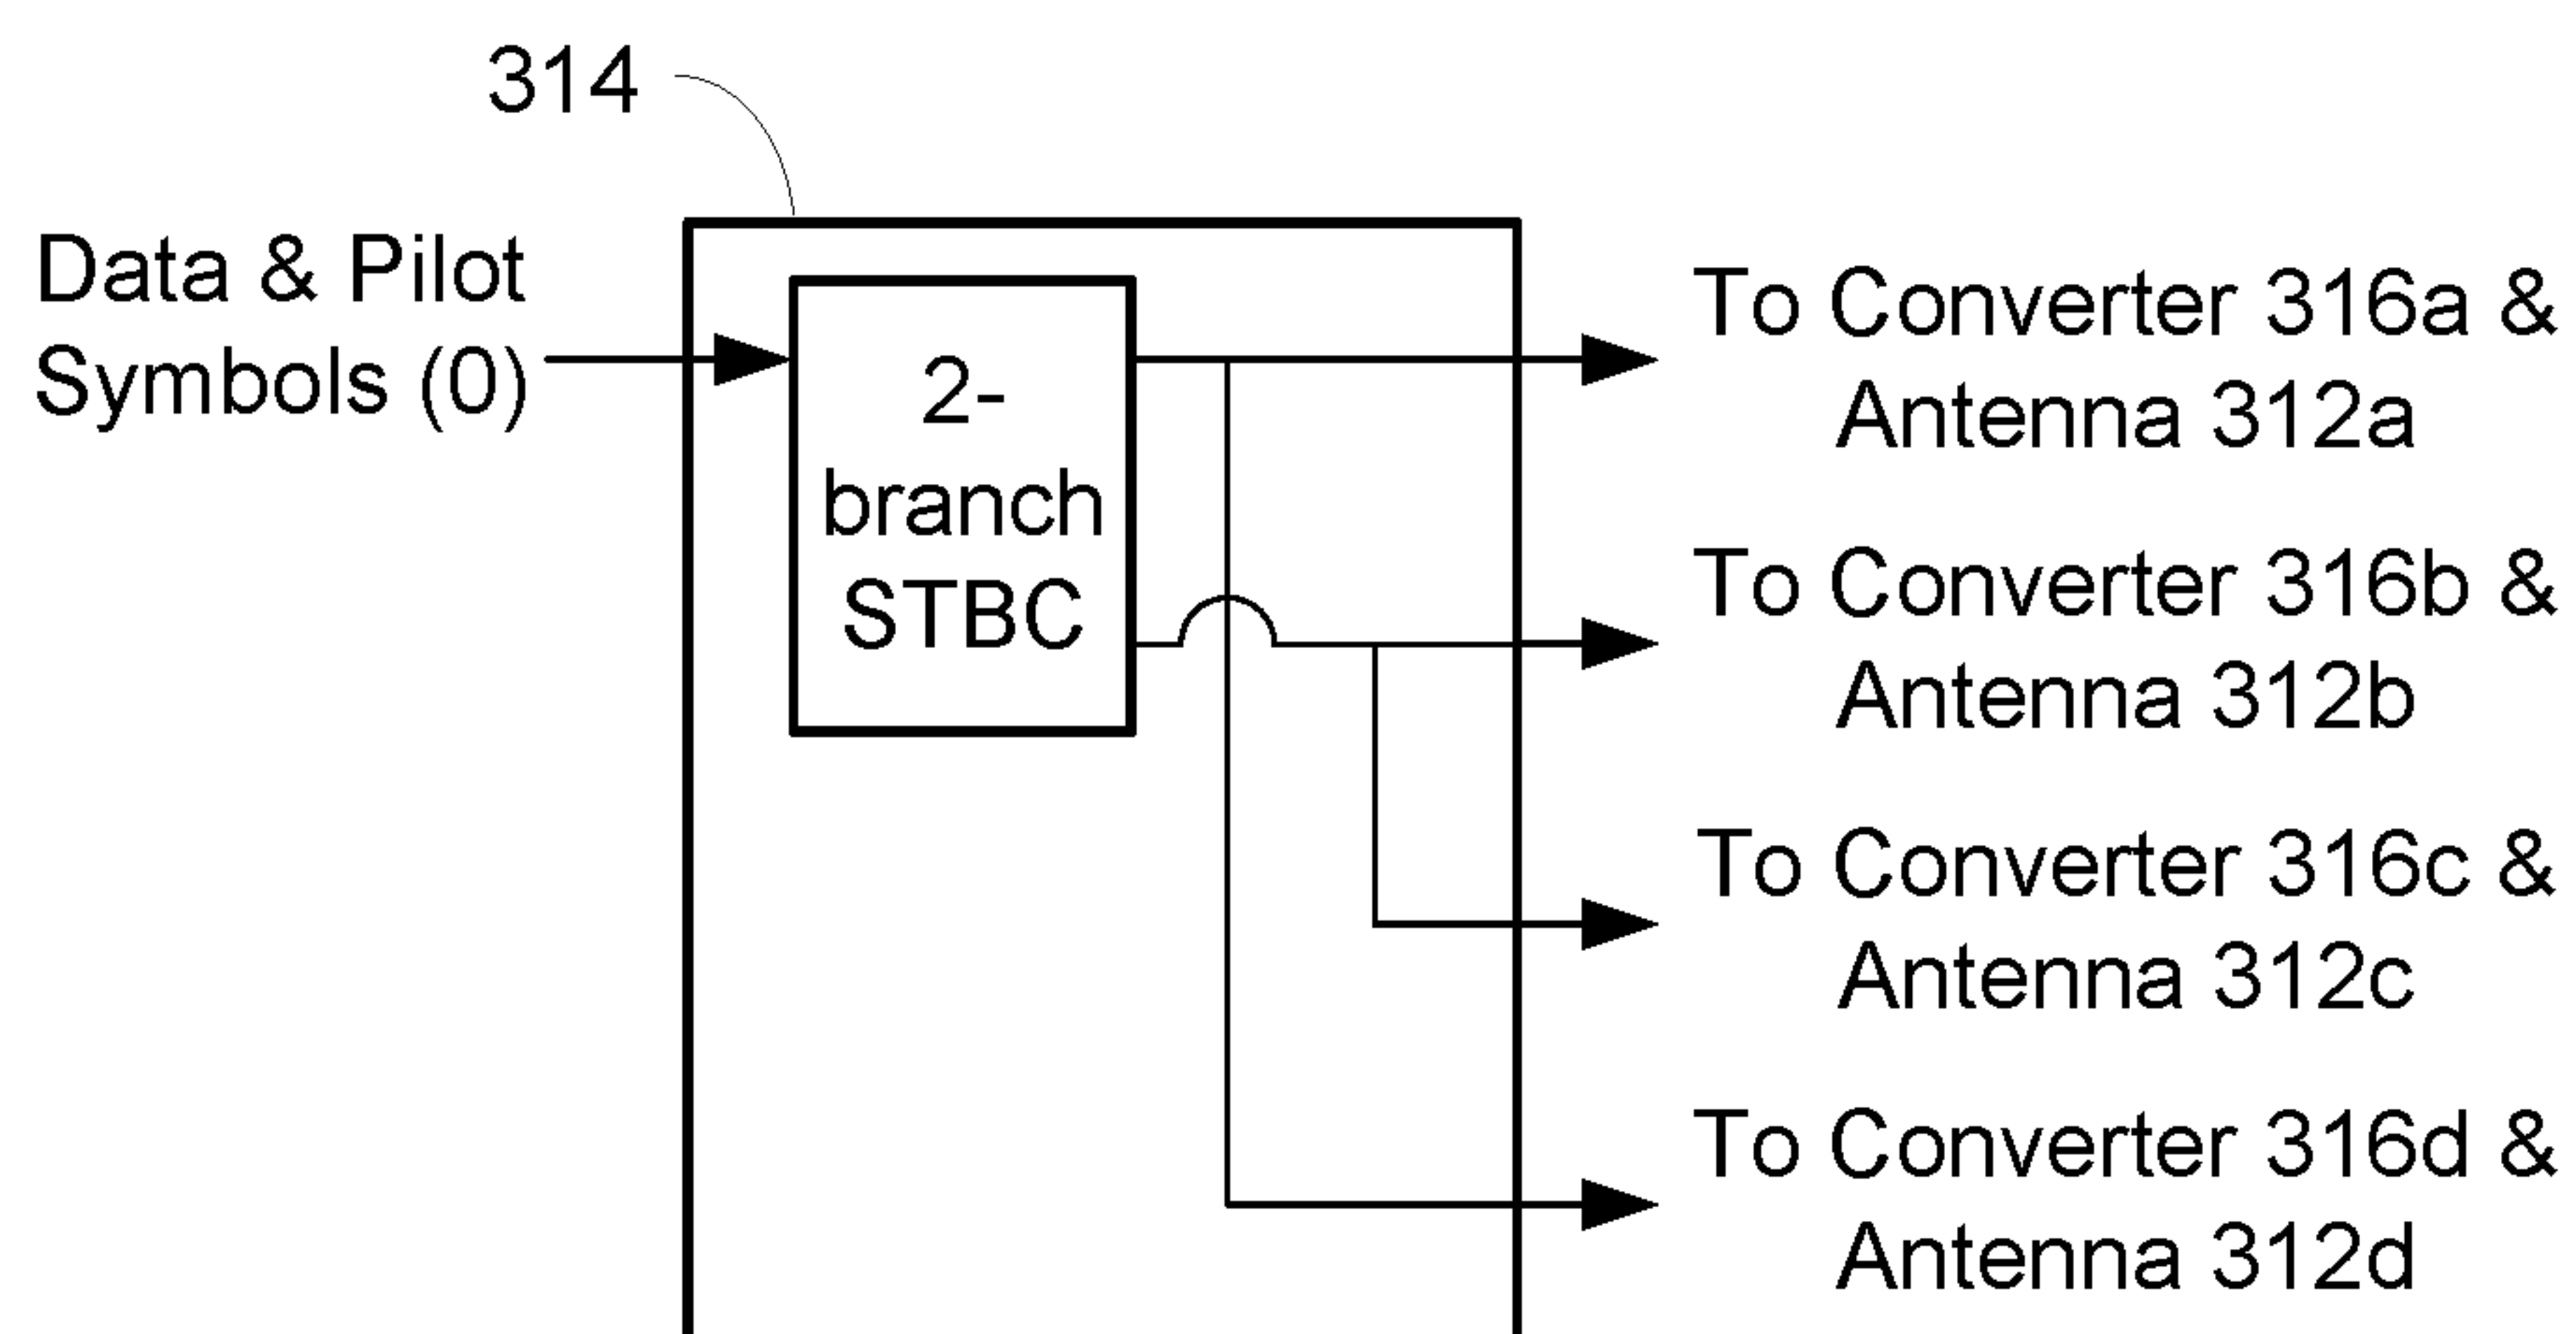 314
Data & Pilot
Symbols (0)
2-
branch
STBC
To Converter 316a &
Antenna 312a
To Converter 316b &
Antenna 312b
To Converter 316c &
Antenna 312c
To Converter 316d &
Antenna 312d